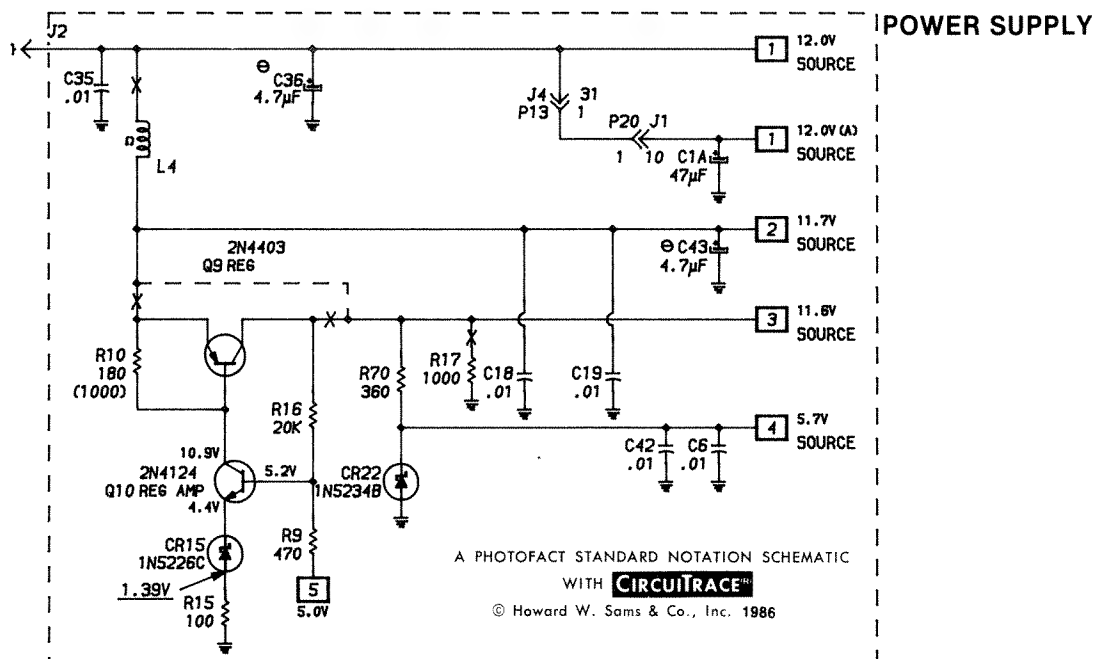 J2
POWER SUPPLY
1
12.0V
SOURCE
C35
.01
C36
4.7µF
J4 31
P13 1
P20 J1
1 10
C1A
47µF
1
12.0V(A)
SOURCE
Ω
L4
2
11.7V
SOURCE
C43
4.7µF
2N4403
Q9 REG
3
11.6V
SOURCE
R10
180
(1000)
R16
20K
R70
360
R17
1000
C18
.01
C19
.01
4
5.7V
SOURCE
C42
.01
C6
.01
10.9V
2N4124
Q10 REG AMP
4.4V
5.2V
CR22
1N5234B
CR15
1N5226C
1.39V
R15
100
R9
470
5
5.0V
A PHOTOFACT STANDARD NOTATION SCHEMATIC
WITH CIRCUITRACE
© Howard W. Sams & Co., Inc. 1986